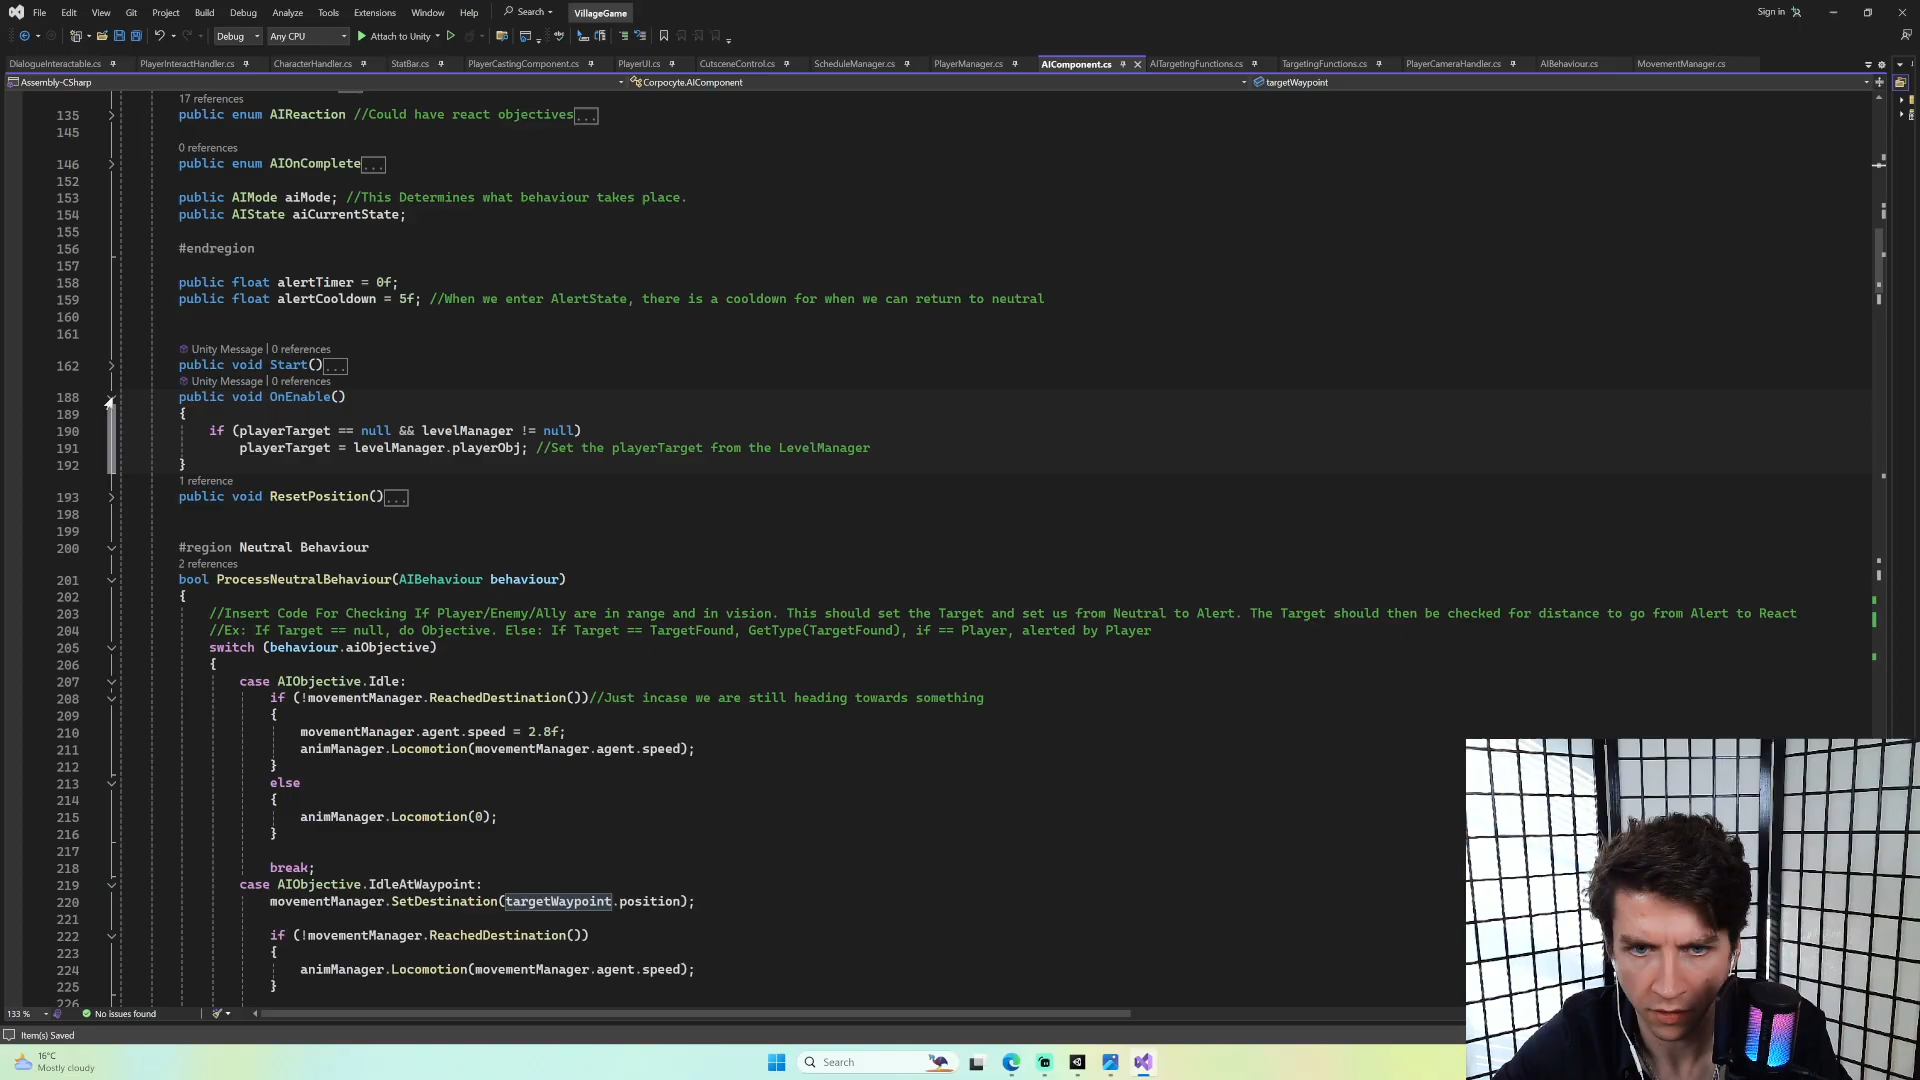 File Edit View Git Project Build Debug Analyze Tools Extensions Window Help Search VillageGame Sign in
Debug Any CPU Attach to Unity
DialogueInteractable.cs PlayerInteractHandler.cs CharacterHandler.cs StatBar.cs PlayerCastingComponent.cs PlayerUI.cs CutsceneControl.cs ScheduleManager.cs PlayerManager.cs AIComponent.cs AITargetingFunctions.cs TargetingFunctions.cs PlayerCameraHandler.cs AIBehaviour.cs MovementManager.cs
Assembly-CSharp Corpocyte.AIComponent targetWaypoint
17 references
135 public enum AIReaction //Could have react objectives...
145
0 references
146 public enum AIOnComplete...
152
153 public AIMode aiMode; //This Determines what behaviour takes place.
154 public AIState aiCurrentState;
155
156 #endregion
157
158 public float alertTimer = 0f;
159 public float alertCooldown = 5f; //When we enter AlertState, there is a cooldown for when we can return to neutral
160
161
Unity Message | 0 references
162 public void Start()...
Unity Message | 0 references
188 public void OnEnable()
189 {
190 if (playerTarget == null && levelManager != null)
191 playerTarget = levelManager.playerObj; //Set the playerTarget from the LevelManager
192 }
1 reference
193 public void ResetPosition()...
198
199
200 #region Neutral Behaviour
2 references
201 bool ProcessNeutralBehaviour(AIBehaviour behaviour)
202 {
203 //Insert Code For Checking If Player/Enemy/Ally are in range and in vision. This should set the Target and set us from Neutral to Alert. The Target should then be checked for distance to go from Alert to React
204 //Ex: If Target == null, do Objective. Else: If Target == TargetFound, GetType(TargetFound), if == Player, alerted by Player
205 switch (behaviour.aiObjective)
206 {
207 case AIObjective.Idle:
208 if (!movementManager.ReachedDestination())//Just incase we are still heading towards something
209 {
210 movementManager.agent.speed = 2.8f;
211 animManager.Locomotion(movementManager.agent.speed);
212 }
213 else
214 {
215 animManager.Locomotion(0);
216 }
217
218 break;
219 case AIObjective.IdleAtWaypoint:
220 movementManager.SetDestination(targetWaypoint.position);
222 if (!movementManager.ReachedDestination())
223 {
224 animManager.Locomotion(movementManager.agent.speed);
225 }
226
133 % No issues found
Item(s) Saved
16°C
Mostly cloudy
Search